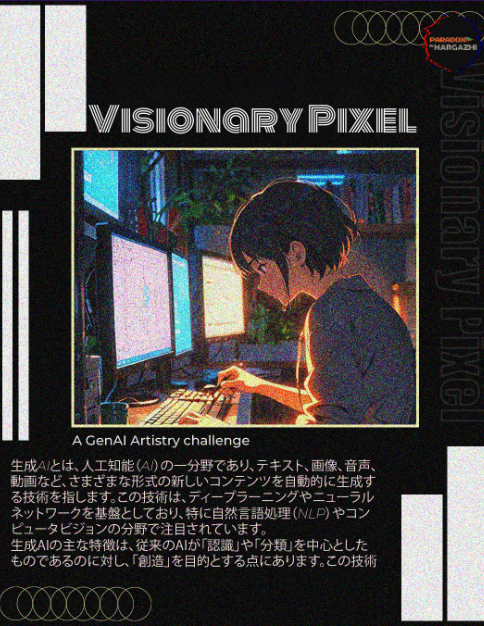 PARADOX
MARGAZHI
VISIONARY PIXEL
Visionary Pixel
A GenAI Artistry challenge
生成AIとは、人工知能（AI）の一分野であり、テキスト、画像、音声、
動画など、さまざまな形式の新しいコンテンツを自動的に生成す
る技術を指します。この技術は、ディープラーニングやニューラル
ネットワークを基盤としており、特に自然言語処理（NLP）やコン
ピュータビジョンの分野で注目されています。
生成AIの主な特徴は、従来のAIが「認識」や「分類」を中心とした
ものであるのに対し、「創造」を目的とする点にあります。この技術